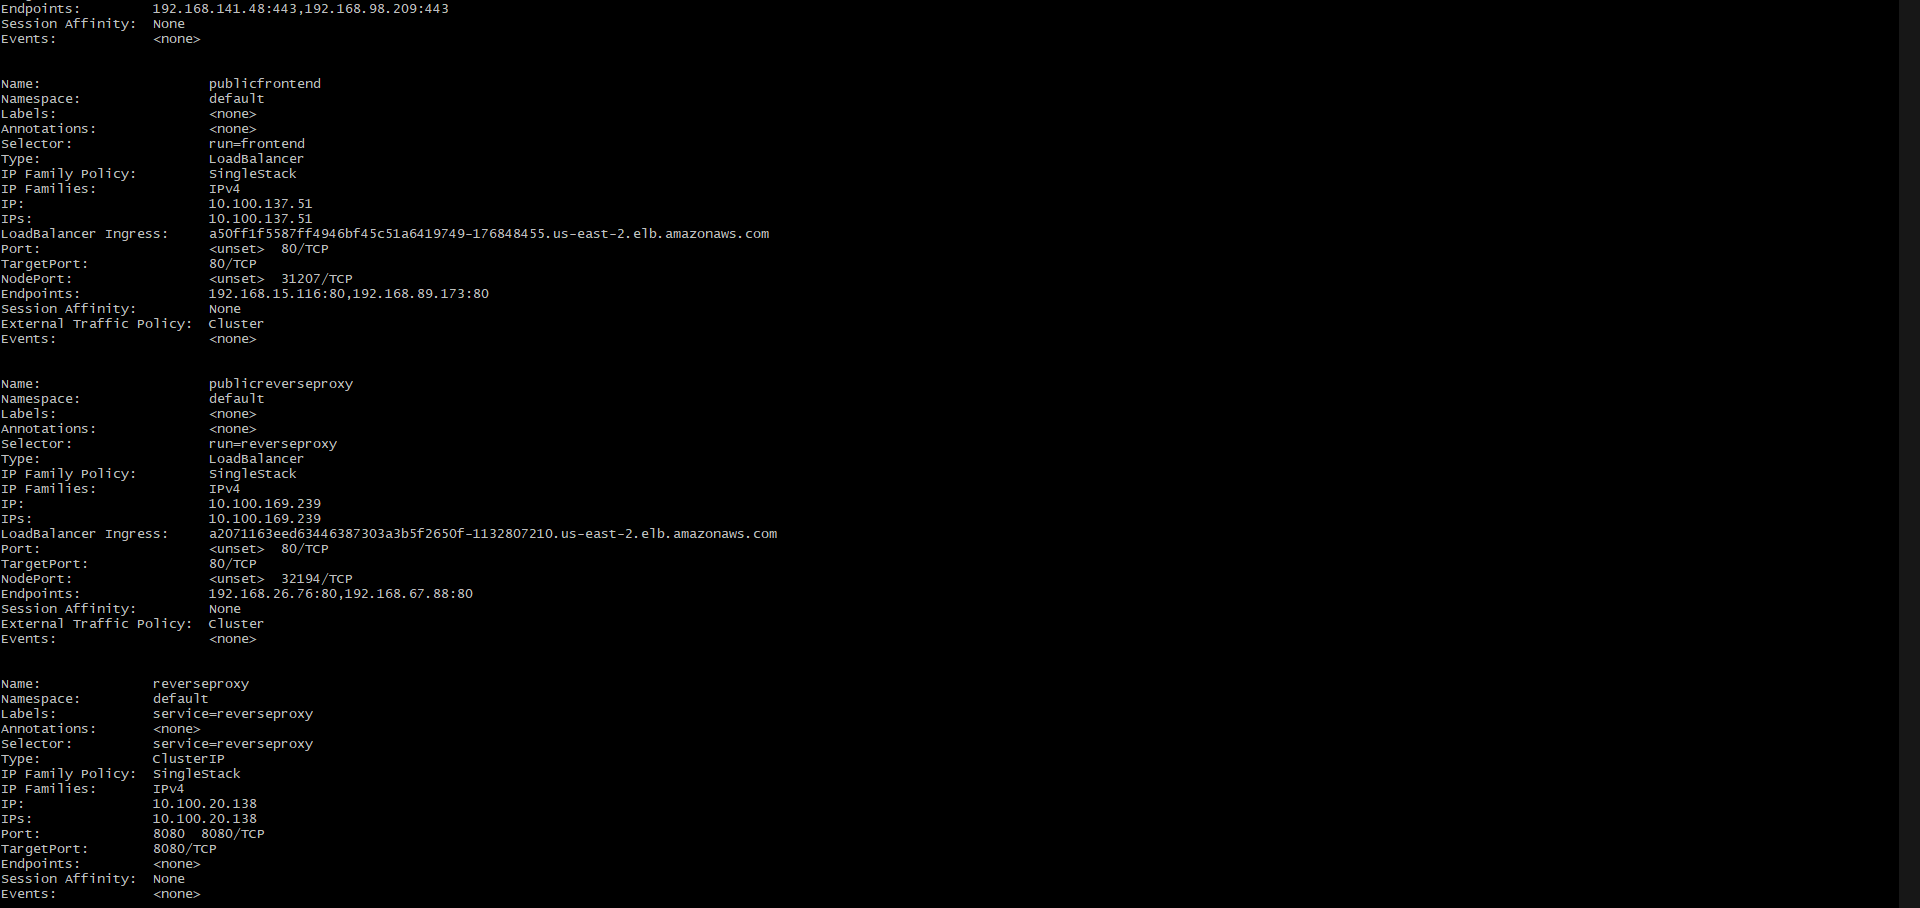 Endpoints:         192.168.141.48:443,192.168.98.209:443
Session Affinity:  None
Events:            <none>
Name:                     publicfrontend
Namespace:                default
Labels:                   <none>
Annotations:              <none>
Selector:                 run=frontend
Type:                     LoadBalancer
IP Family Policy:         SingleStack
IP Families:              IPv4
IP:                       10.100.137.51
IPs:                      10.100.137.51
LoadBalancer Ingress:     a50ff1f5587ff4946bf45c51a6419749-176848455.us-east-2.elb.amazonaws.com
Port:                     <unset>  80/TCP
TargetPort:               80/TCP
NodePort:                 <unset>  31207/TCP
Endpoints:                192.168.15.116:80,192.168.89.173:80
Session Affinity:         None
External Traffic Policy:  Cluster
Events:                   <none>
Name:                     publicreverseproxy
Namespace:                default
Labels:                   <none>
Annotations:              <none>
Selector:                 run=reverseproxy
Type:                     LoadBalancer
IP Family Policy:         SingleStack
IP Families:              IPv4
IP:                       10.100.169.239
IPs:                      10.100.169.239
LoadBalancer Ingress:     a2071163eed63446387303a3b5f2650f-1132807210.us-east-2.elb.amazonaws.com
Port:                     <unset>  80/TCP
TargetPort:               80/TCP
NodePort:                 <unset>  32194/TCP
Endpoints:                192.168.26.76:80,192.168.67.88:80
Session Affinity:         None
External Traffic Policy:  Cluster
Events:                   <none>
Name:              reverseproxy
Namespace:         default
Labels:            service=reverseproxy
Annotations:       <none>
Selector:          service=reverseproxy
Type:              ClusterIP
IP Family Policy:  SingleStack
IP Families:       IPv4
IP:                10.100.20.138
IPs:               10.100.20.138
Port:              8080  8080/TCP
TargetPort:        8080/TCP
Endpoints:         <none>
Session Affinity:  None
Events:            <none>